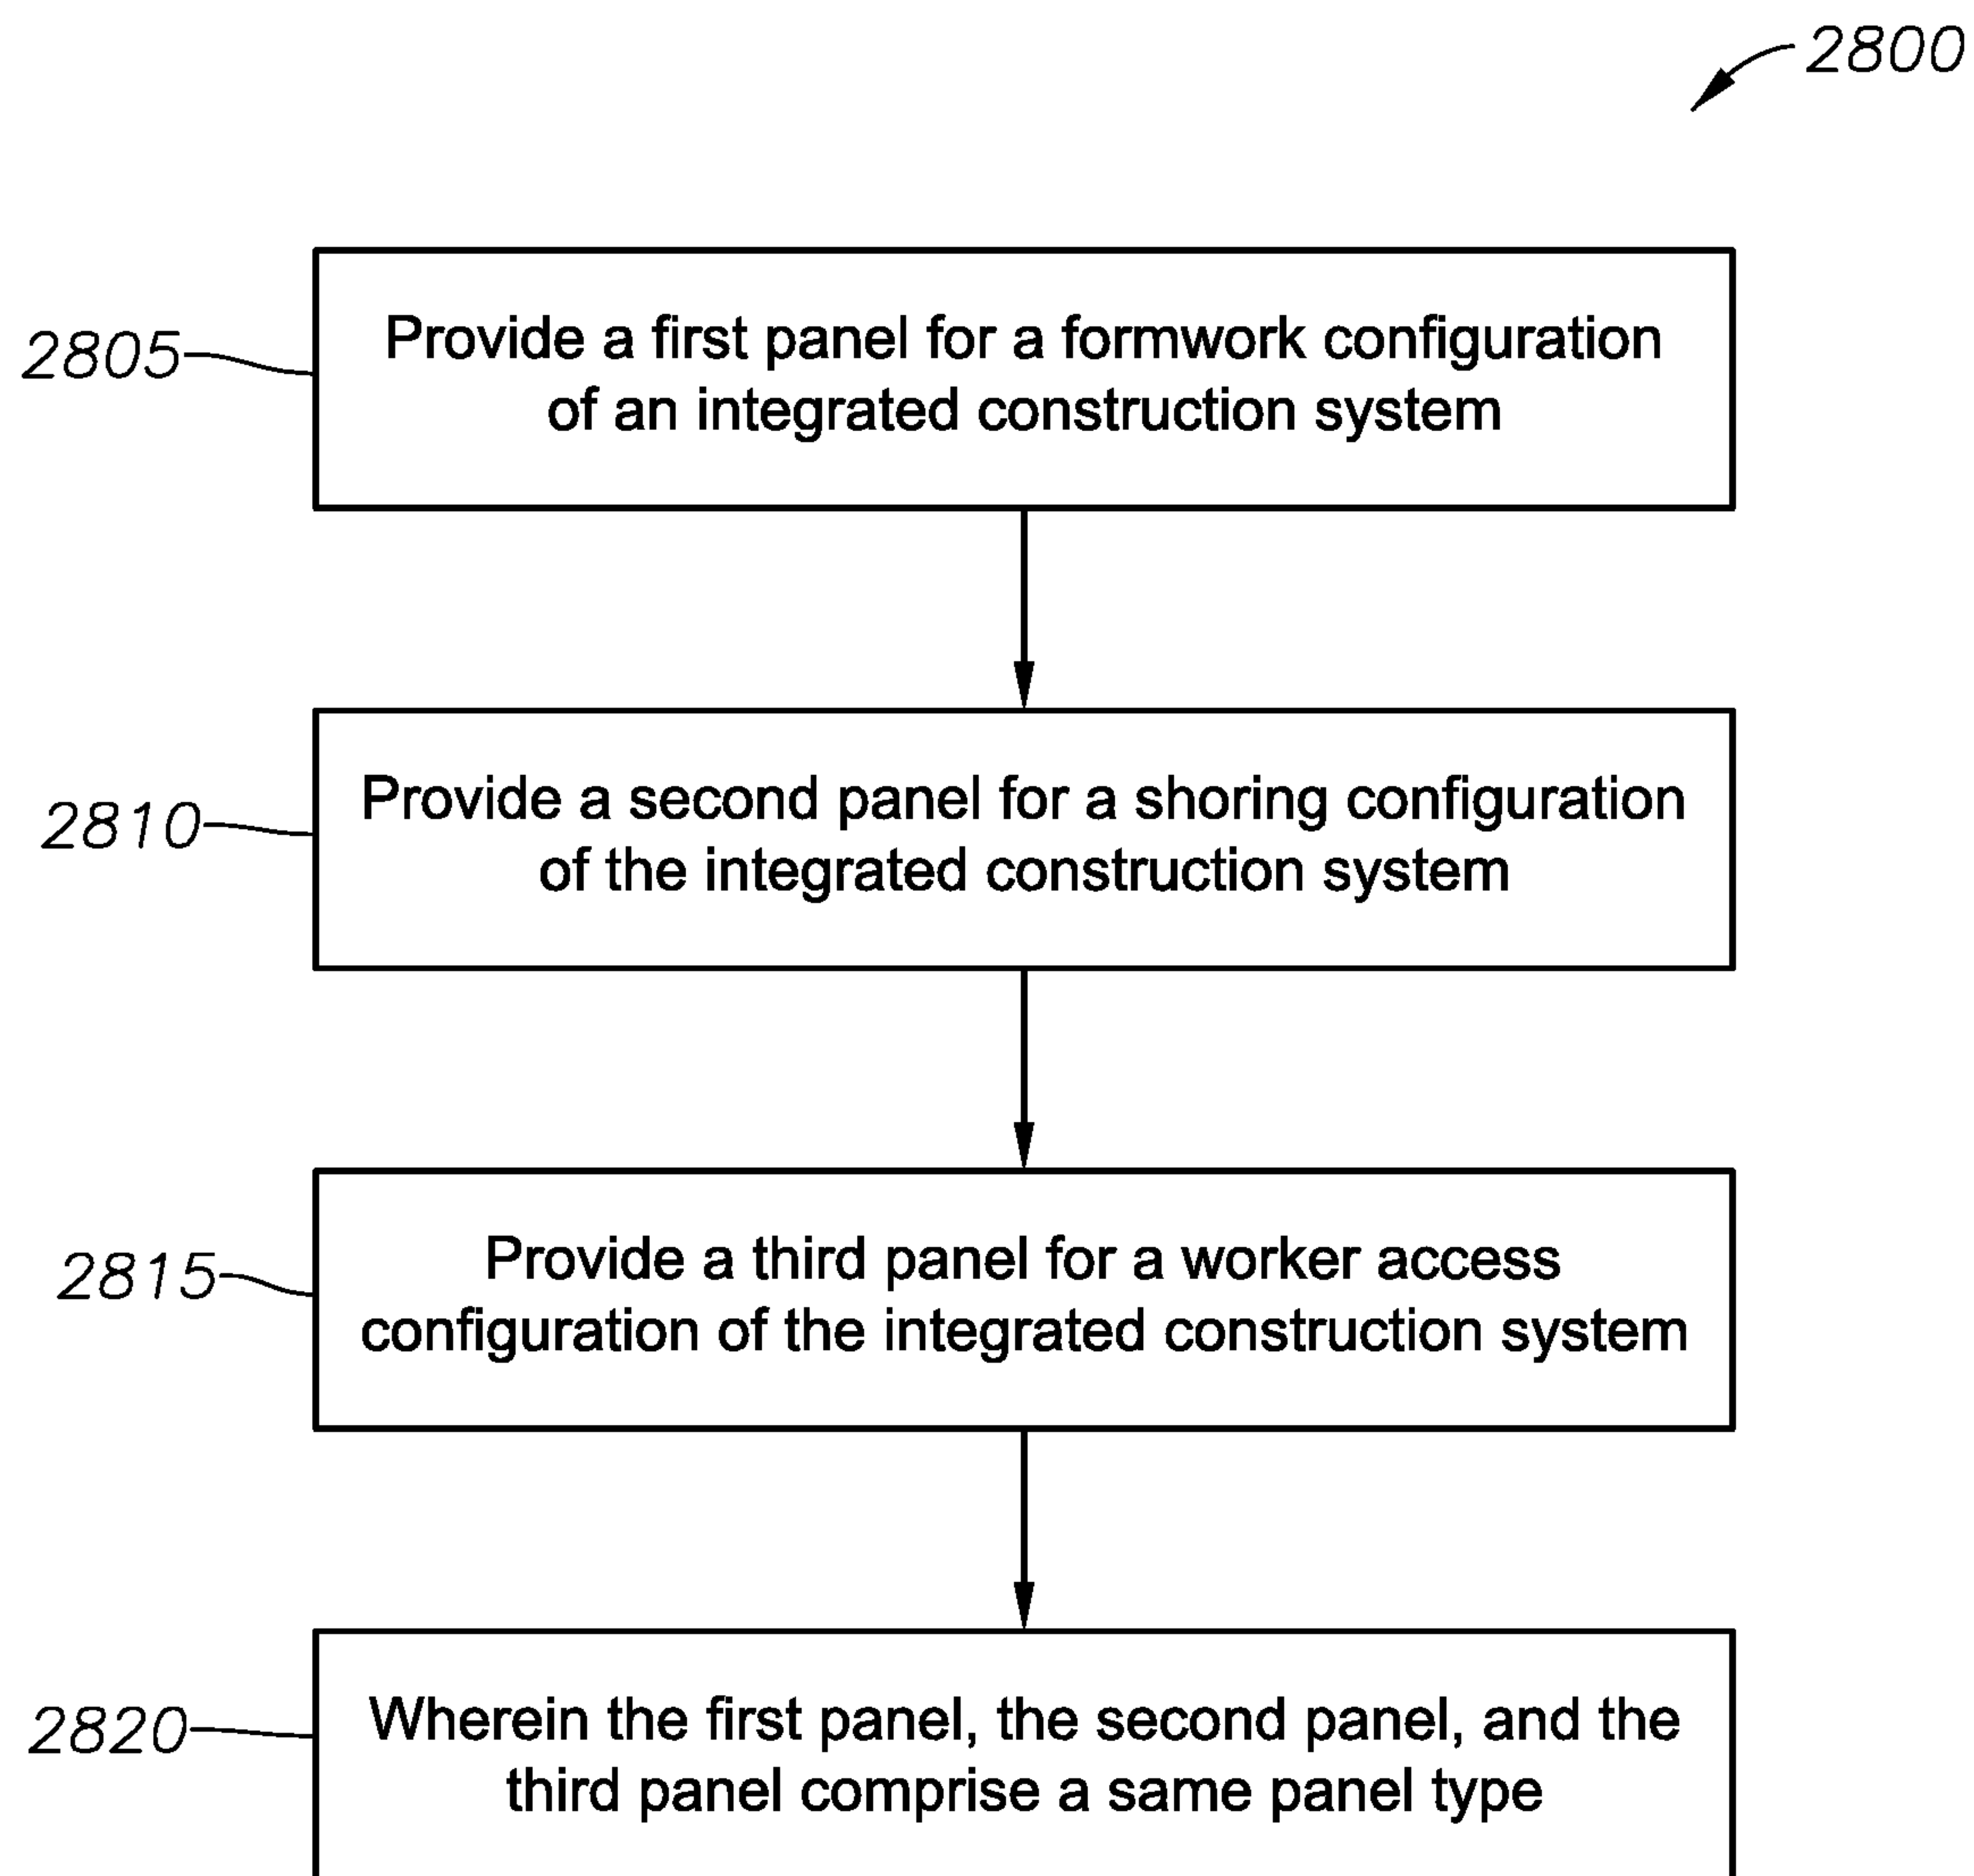 2800
2805
Provide a first panel for a formwork configuration
of an integrated construction system
2810
Provide a second panel for a shoring configuration
of the integrated construction system
2815
Provide a third panel for a worker access
configuration of the integrated construction system
2820
Wherein the first panel, the second panel, and the
third panel comprise a same panel type